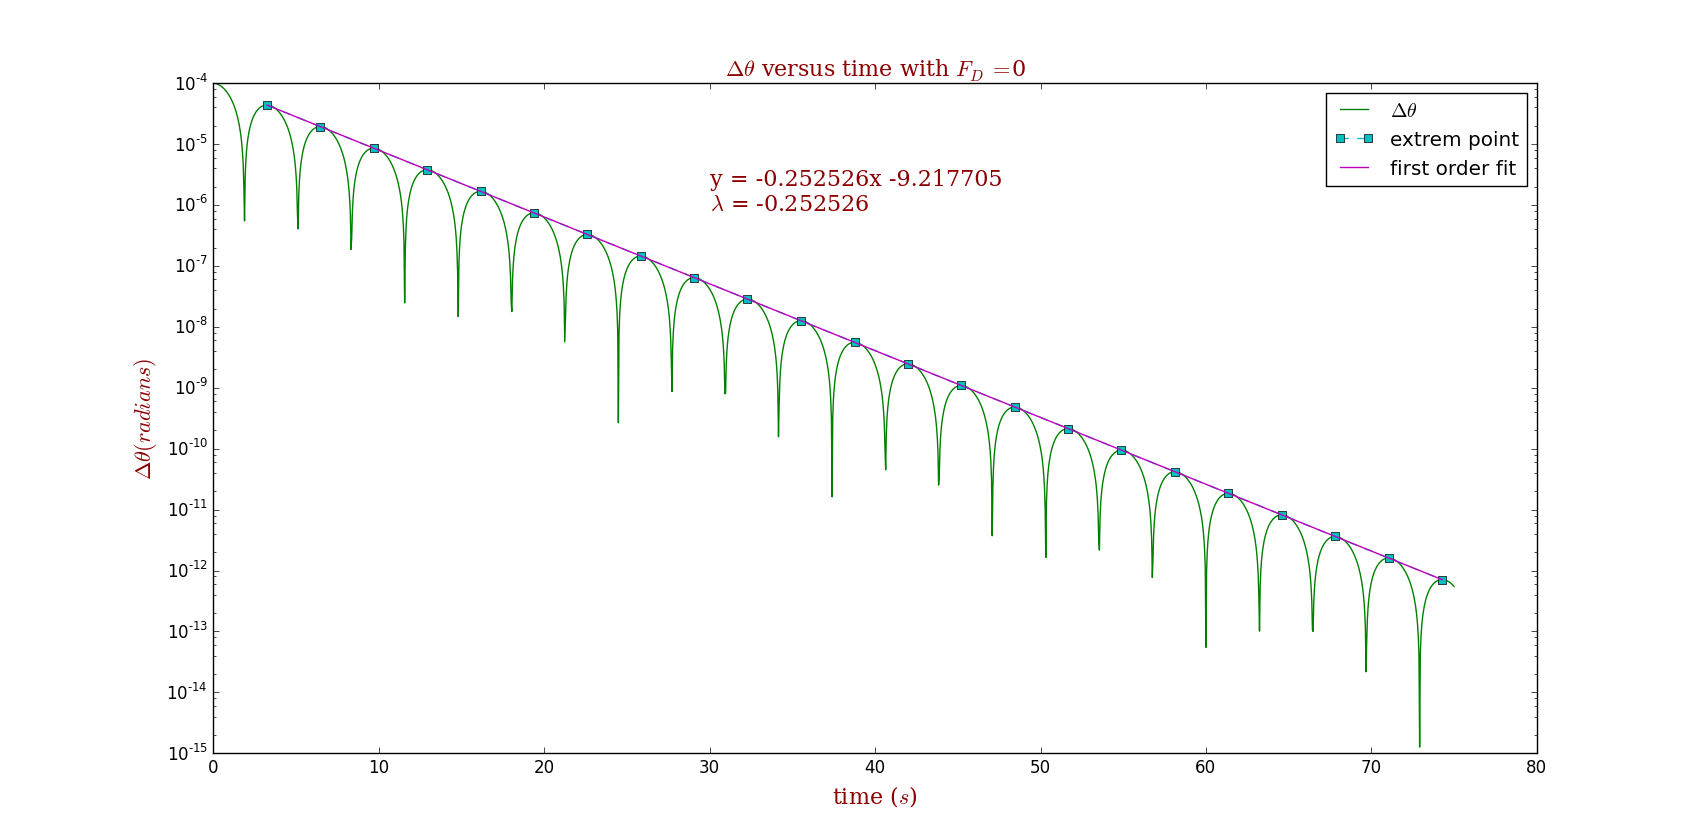 Δθ versus time with F_D =0
10^-4
10^-5
10^-6
10^-7
10^-8
10^-9
10^-10
10^-11
10^-12
10^-13
10^-14
10^-15
Δθ(radians)
y = -0.252526x -9.217705
λ = -0.252526
Δθ
extrem point
first order fit
0 10 20 30 40 50 60 70 80
time (s)